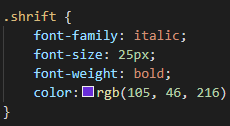 .shrift {
    font-family: italic;
    font-size: 25px;
    font-weight: bold;
    color:rgb(105, 46, 216)
}